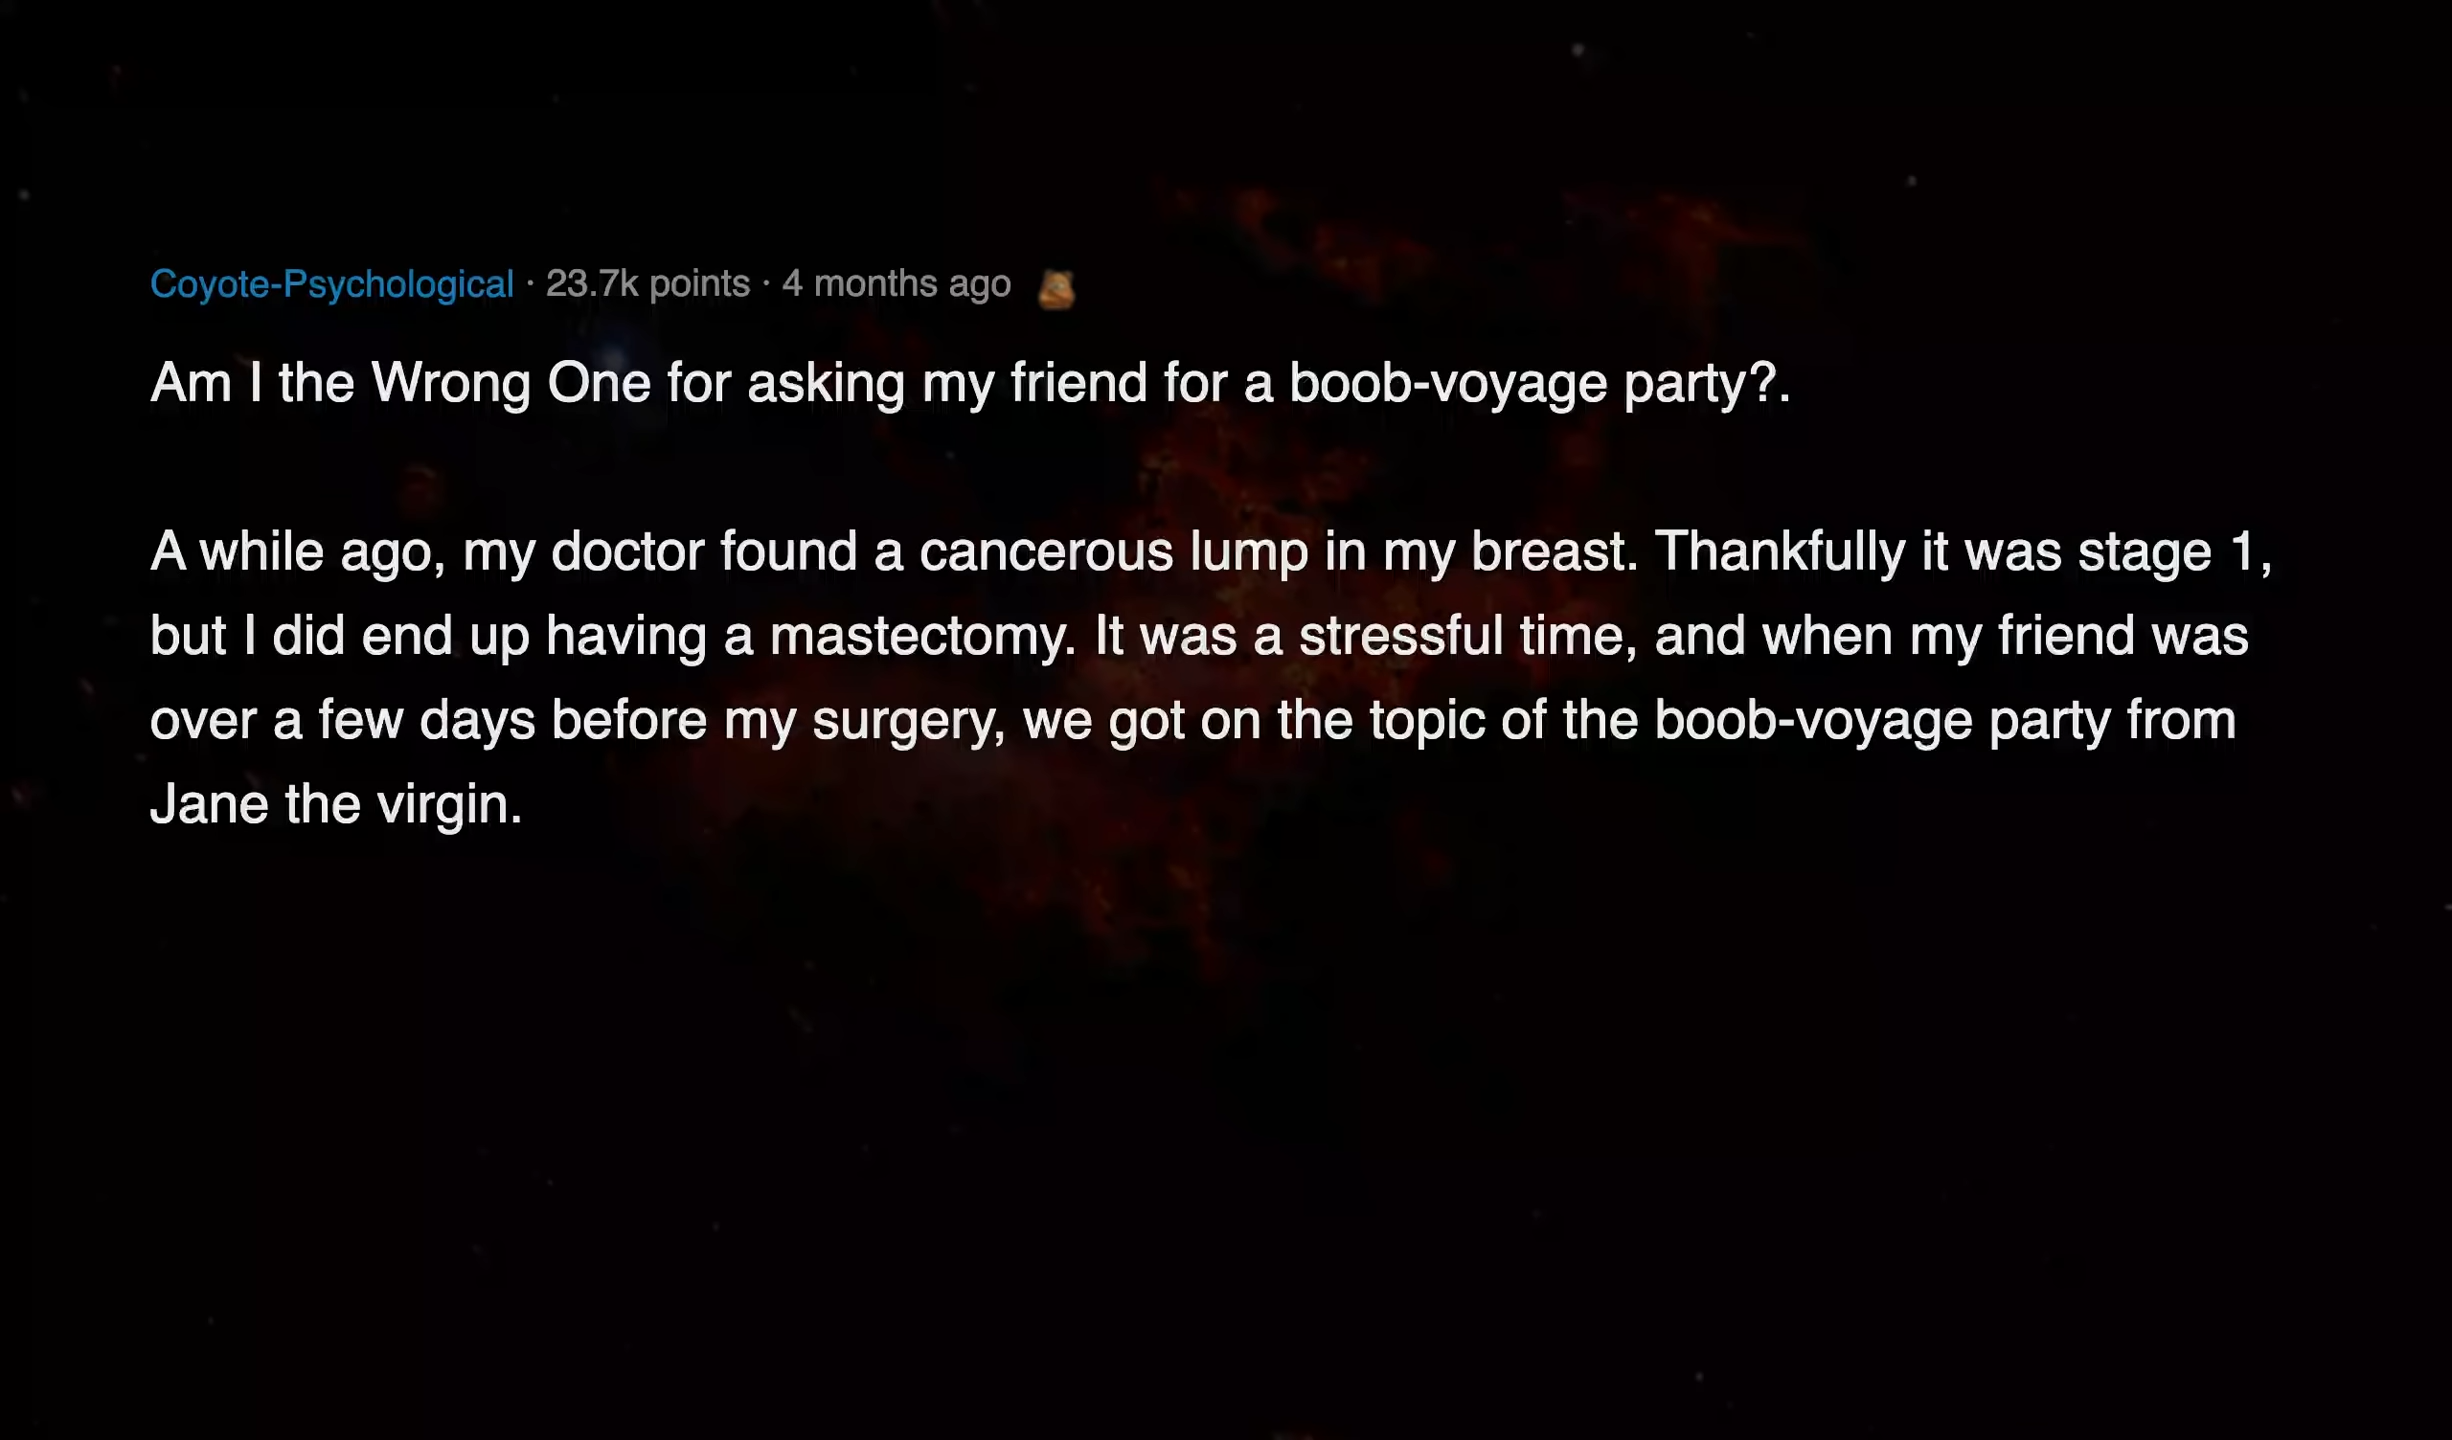 Coyote-Psychological · 23.7k points · 4 months ago
Am I the Wrong One for asking my friend for a boob-voyage party?.
A while ago, my doctor found a cancerous lump in my breast. Thankfully it was stage 1,
but I did end up having a mastectomy. It was a stressful time, and when my friend was
over a few days before my surgery, we got on the topic of the boob-voyage party from
Jane the virgin.